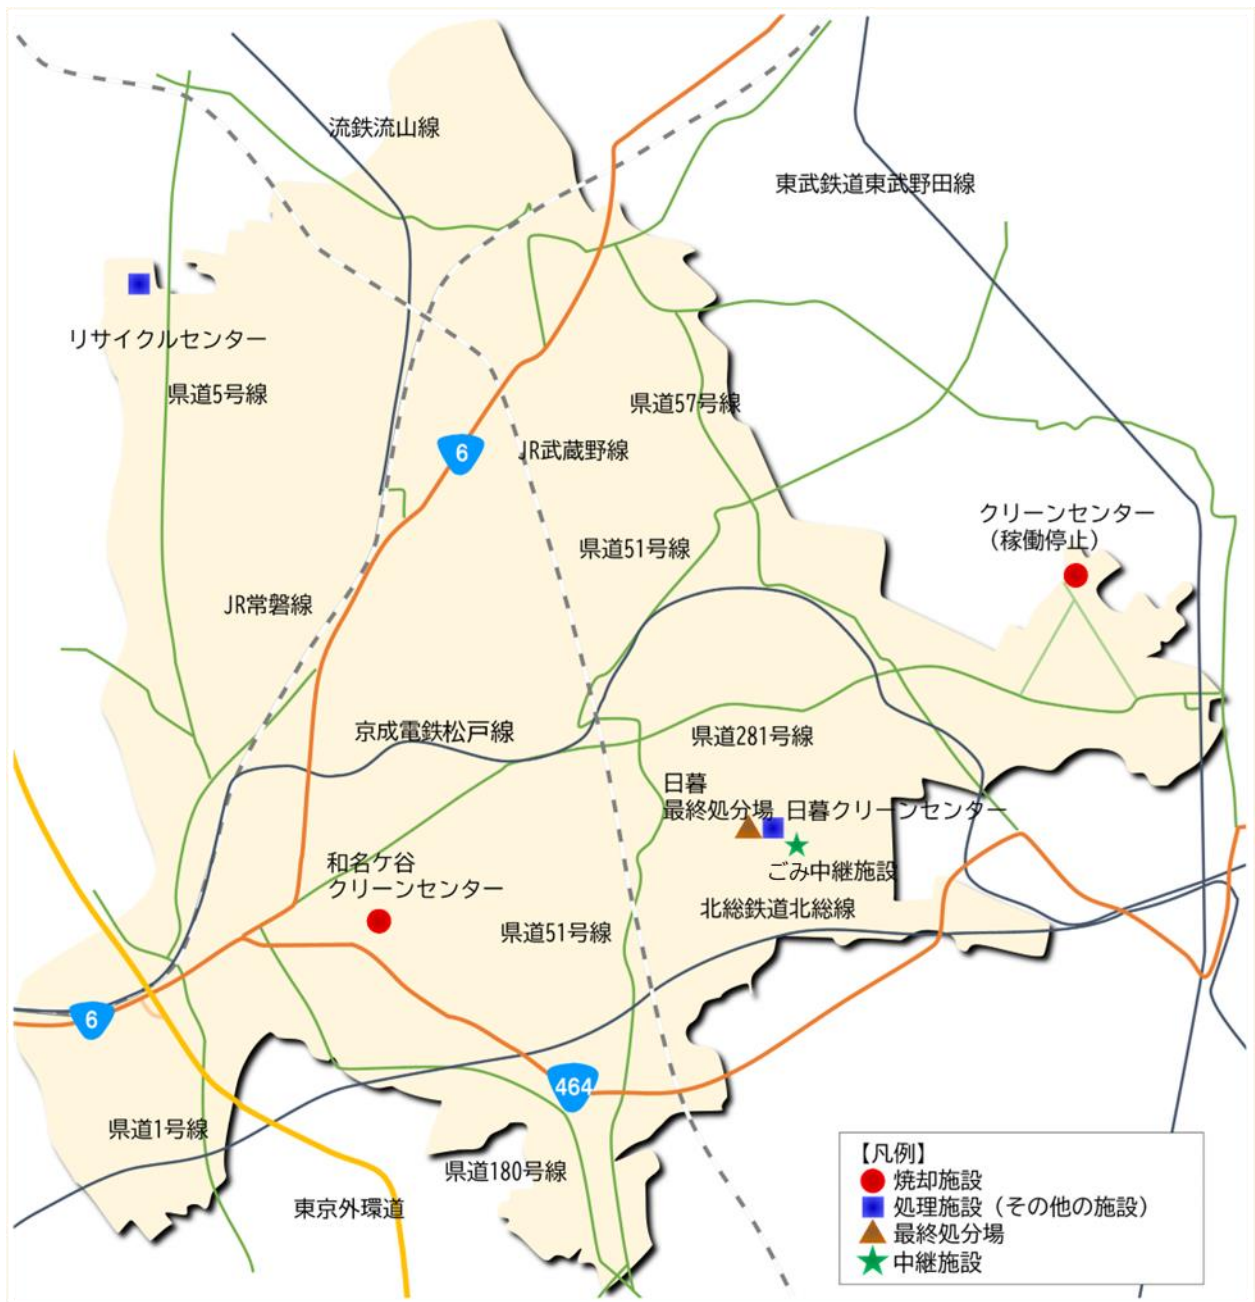 流鉄流山線
東武鉄道東武野田線
リサイクルセンター
県道5号線
県道57号線
6
JR武蔵野線
クリーンセンター
（稼働停止）
県道51号線
JR常磐線
京成電鉄松戸線
県道281号線
日暮
最終処分場
日暮クリーンセンター
和名ケ谷
クリーンセンター
ごみ中継施設
北総鉄道北総線
県道51号線
6
464
県道1号線
県道180号線
東京外環道
【凡例】
焼却施設
処理施設（その他の施設）
最終処分場
中継施設